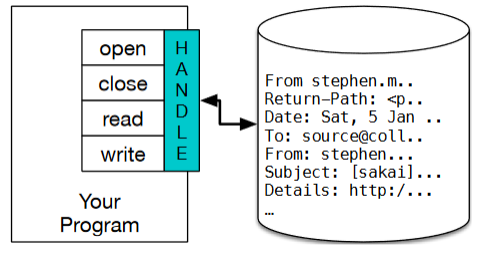 open
close
read
write
HANDLE
Your
Program
From stephen.m..
Return-Path: <p..
Date: Sat, 5 Jan ..
To: source@coll..
From: stephen...
Subject: [sakai]...
Details: http:/...
…